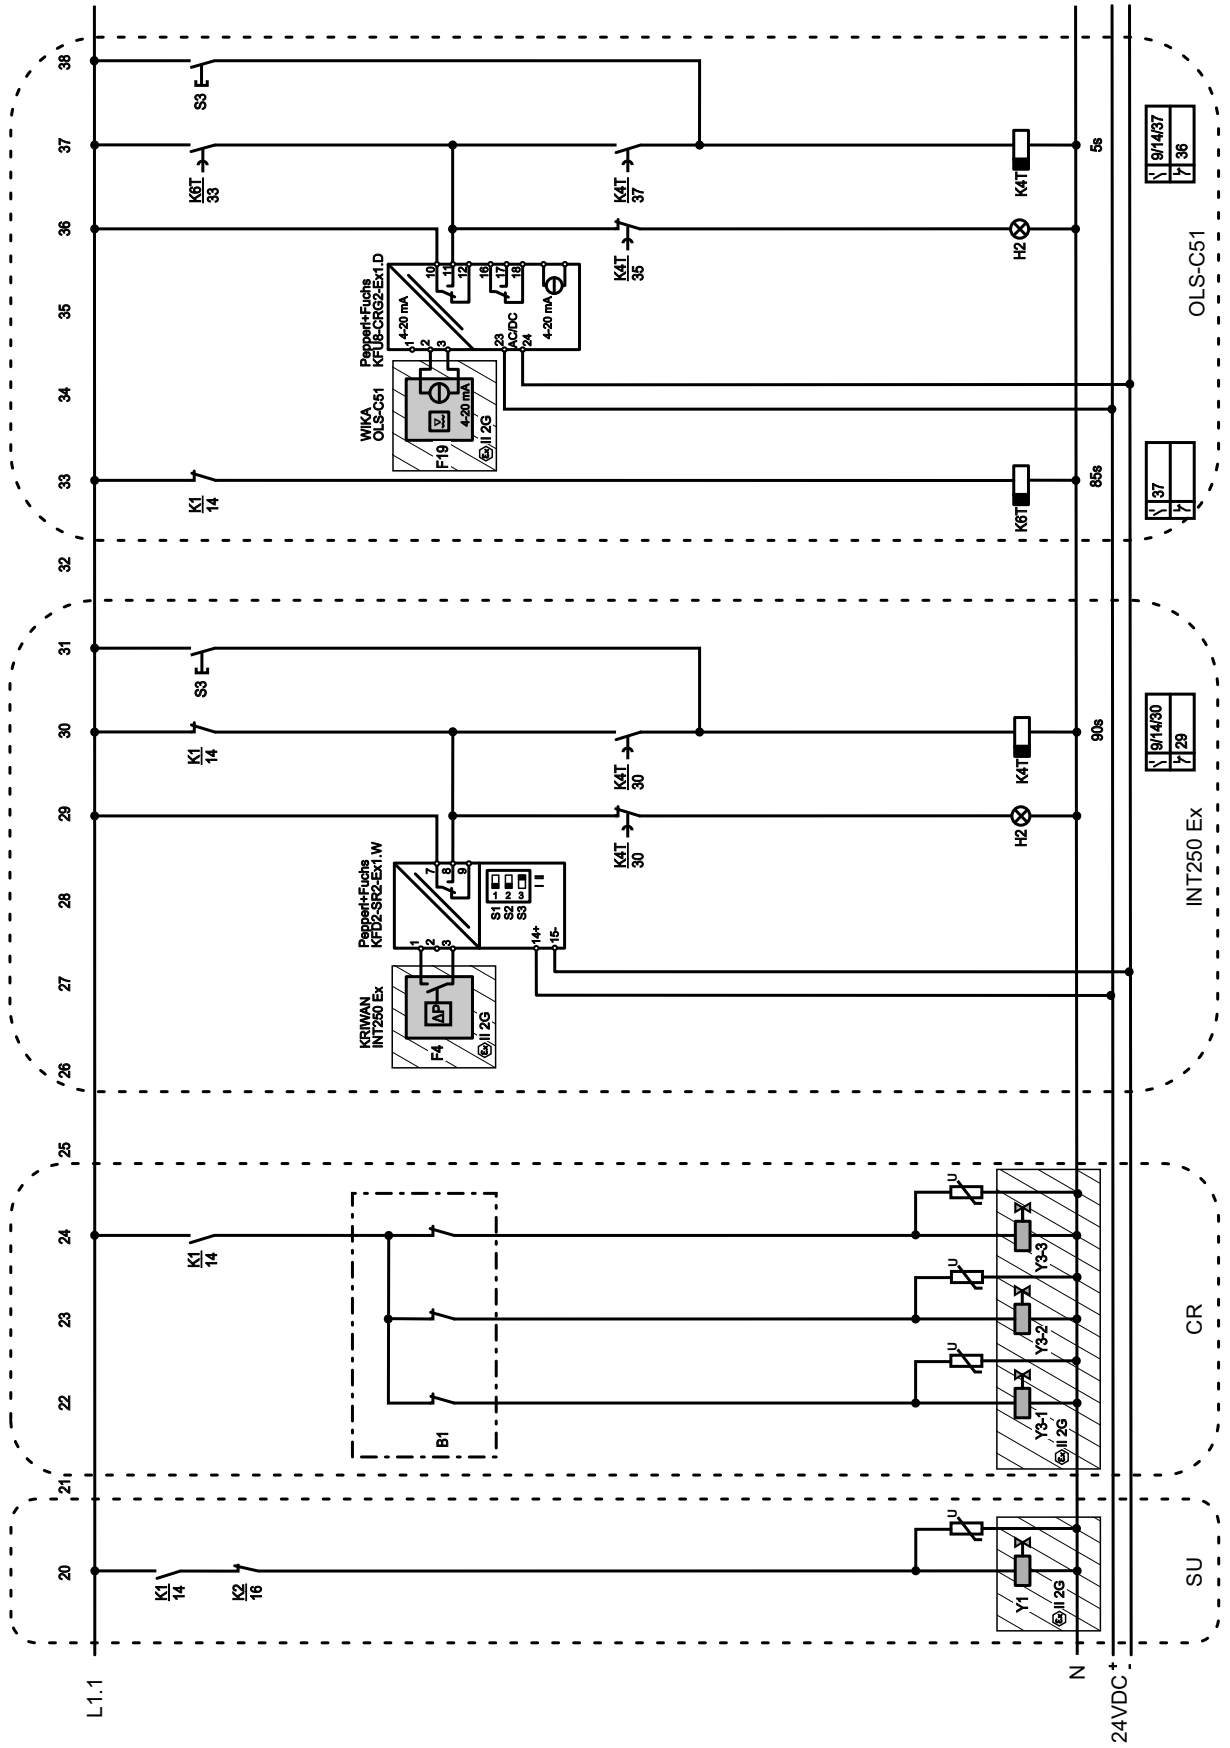 L1.1
N
24VDC
+
-
20
21
22
23
24
25
26
27
28
29
30
31
32
33
34
35
36
37
38
K1
14
K2
16
Y1
Ex II 2G
U
SU
B1
K1
14
U
U
U
Y3-1
Y3-2
Y3-3
Ex II 2G
CR
KRIWAN
INT250 Ex
F4
ΔP
Ex II 2G
Pepperl+Fuchs
KFD2-SR2-Ex1.W
1
2
3
7
8
9
14+
15-
S1
S2
S3
1 2 3
I II
K4T
30
K4T
30
K1
14
S3
H2
K4T
90s
9/14/30
29
INT250 Ex
K1
14
K6T
85s
37
WIKA
OLS-C51
F19
4-20 mA
Ex II 2G
Pepperl+Fuchs
KFU8-CRG2-Ex1.D
4-20 mA
1
2
3
10
11
12
16
17
18
23
AC/DC
24
4-20 mA
K4T
35
K4T
37
K6T
33
S3
H2
K4T
5s
9/14/37
36
OLS-C51